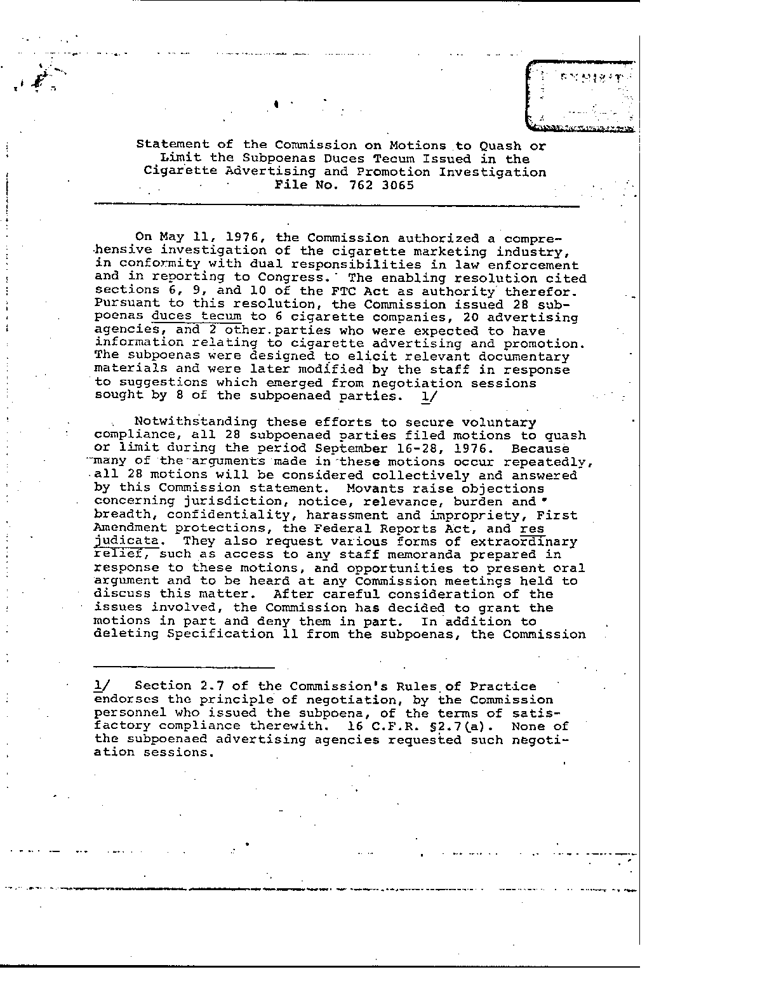 Statement of the Commission on Motions to Quash or
Limit the Subpoenas Duces Tecum Issued in the
Cigarette Advertising and Promotion Investigation
File No. 762 3065
On May 11, 1976, the Commission authorized a compre-
hensive investigation of the cigarette marketing industry,
in conformity with dual responsibilities in law enforcement
and in reporting to Congress. The enabling resolution cited
sections 6, 9, and 10 of the FTC Act as authority therefor.
Pursuant to this resolution, the Commission issued 28 sub-
poenas duces tecum to 6 cigarette companies, 20 advertising
agencies, and 2 other parties who were expected to have
information relating to cigarette advertising and promotion.
The subpoenas were designed to elicit relevant documentary
materials and were later modified by the staff in response
to suggestions which emerged from negotiation sessions
sought by 8 of the subpoenaed parties. 1/
Notwithstanding these efforts to secure voluntary
compliance, all 28 subpoenaed parties filed motions to quash
or limit during the period September 16-28, 1976. Because
many of the arguments made in these motions occur repeatedly,
all 28 motions will be considered collectively and answered
by this Commission statement. Movants raise objections
concerning jurisdiction, notice, relevance, burden and
breadth, confidentiality, harassment and impropriety, First
Amendment protections, the Federal Reports Act, and res
judicata. They also request various forms of extraordinary
relief, such as access to any staff memoranda prepared in
response to these motions, and opportunities to present oral
argument and to be heard at any Commission meetings held to
discuss this matter. After careful consideration of the
issues involved, the Commission has decided to grant the
motions in part and deny them in part. In addition to
deleting Specification 11 from the subpoenas, the Commission
1/ Section 2.7 of the Commission's Rules of Practice
endorses the principle of negotiation, by the Commission
personnel who issued the subpoena, of the terms of satis-
factory compliance therewith. 16 C.F.R. §2.7(a). None of
the subpoenaed advertising agencies requested such negoti-
ation sessions.